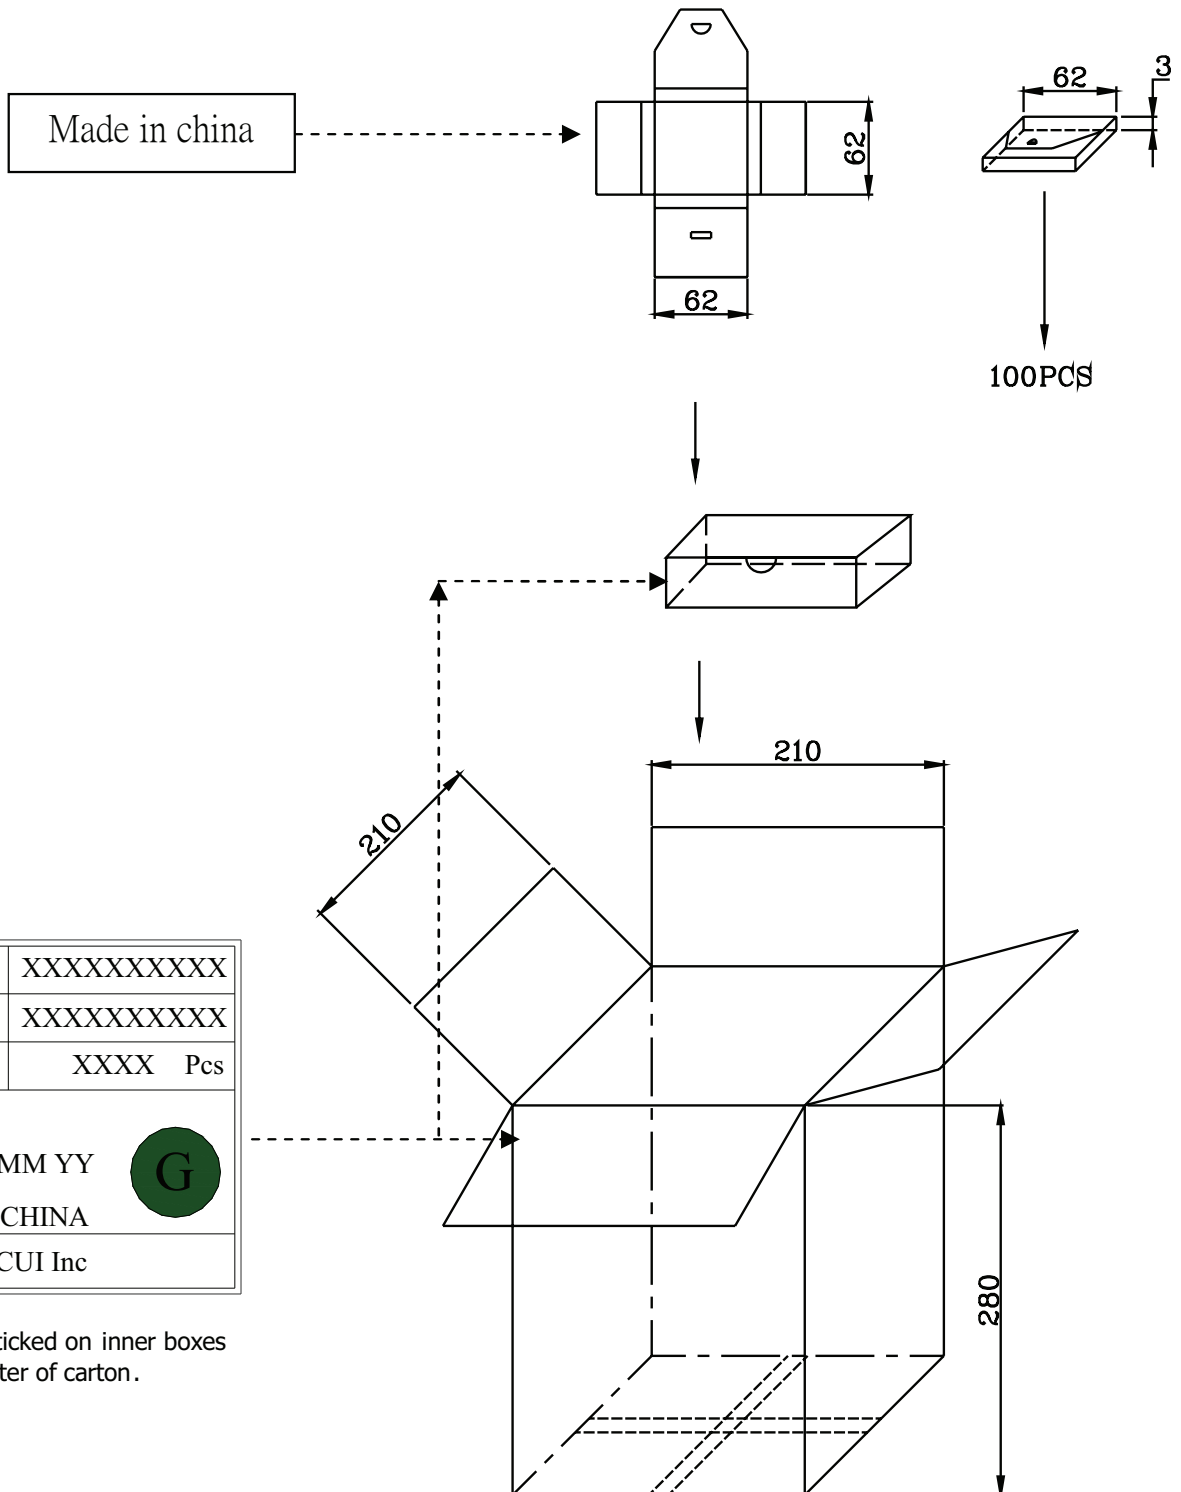 62
3
Made in china
62
62
100PCS
210
210
XXXXXXXXXX
XXXXXXXXXX
XXXX Pcs
MM YY
G
CHINA
CUI Inc
280
ticked on inner boxes
ter of carton.